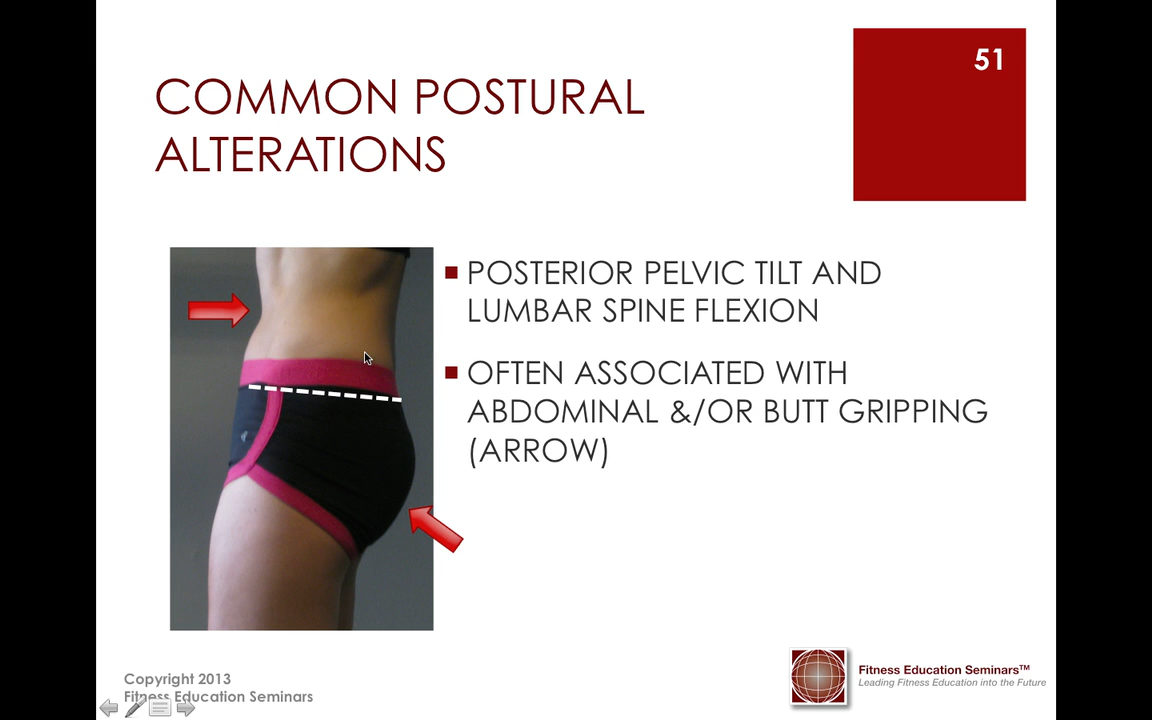 51
COMMON POSTURAL
ALTERATIONS
POSTERIOR PELVIC TILT AND
LUMBAR SPINE FLEXION
OFTEN ASSOCIATED WITH
ABDOMINAL &/OR BUTT GRIPPING
(ARROW)
Copyright 2013
Fitness Education Seminars
Fitness Education Seminars™
Leading Fitness Education into the Future